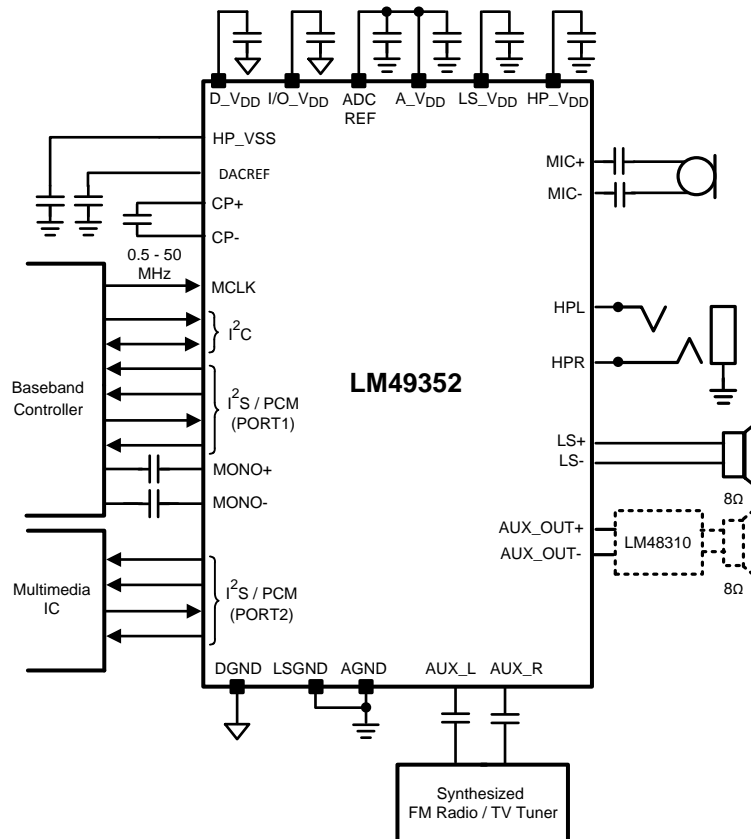 D_VDD I/O_VDD ADC REF A_VDD LS_VDD HP_VDD
HP_VSS
DACREF
CP+
CP-
0.5 - 50
MHz
MCLK
I2C
Baseband
Controller
I2S / PCM
(PORT1)
MONO+
MONO-
Multimedia
IC
I2S / PCM
(PORT2)
LM49352
MIC+
MIC-
HPL
HPR
LS+
LS-
8Ω
AUX_OUT+
AUX_OUT-
LM48310
8Ω
DGND LSGND AGND AUX_L AUX_R
Synthesized
FM Radio / TV Tuner